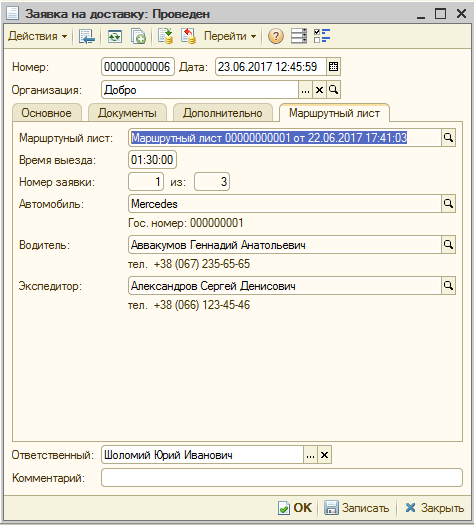 Заявка на доставку: Проведен
Действия Перейти
Номер: 00000000006 Дата: 23.06.2017 12:45:59
Организация: Добро ... ×
Основное Документы Дополнительно Маршрутный лист
Маршртуный лист: Маршрутный лист 00000000001 от 22.06.2017 17:41:03
Время выезда: 01:30:00
Номер заявки: 1 из: 3
Автомобиль: Mercedes
Гос. номер: 000000001
Водитель: Аввакумов Геннадий Анатольевич
тел. +38 (067) 235-65-65
Экспедитор: Александров Сергей Денисович
тел. +38 (066) 123-45-46
Ответственный: Шоломий Юрий Иванович ... ×
Комментарий:
OK Записать Закрыть